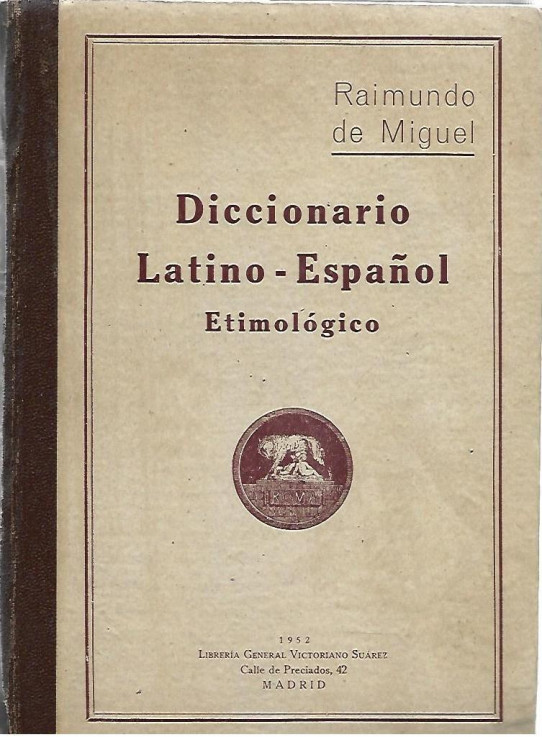 Raimundo
de Miguel
Diccionario
Latino - Español
Etimológico
ROMA
1952
LIBRERÍA GENERAL VICTORIANO SUÁREZ
Calle de Preciados, 42
MADRID